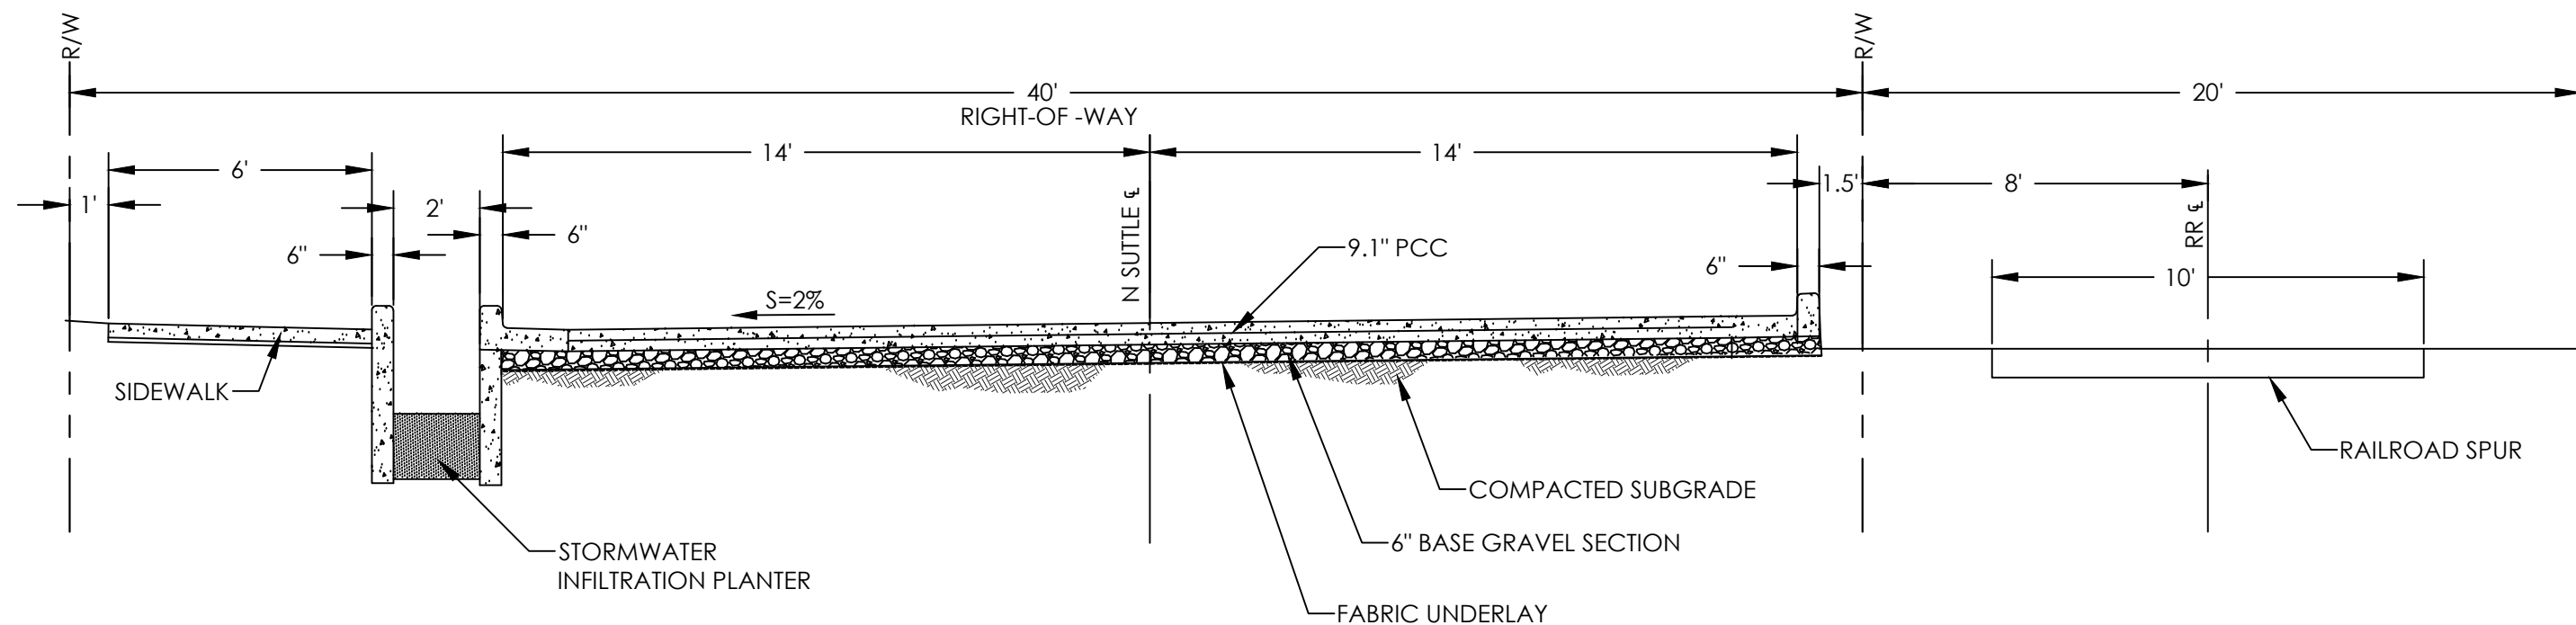 R/W
R/W
40'
RIGHT-OF -WAY
20'
14'
14'
6'
1'
2'
6"
6"
1.5'
8'
N SUTTLE ℄
RR ℄
9.1" PCC
6"
10'
S=2%
SIDEWALK
RAILROAD SPUR
COMPACTED SUBGRADE
6" BASE GRAVEL SECTION
STORMWATER
INFILTRATION PLANTER
FABRIC UNDERLAY